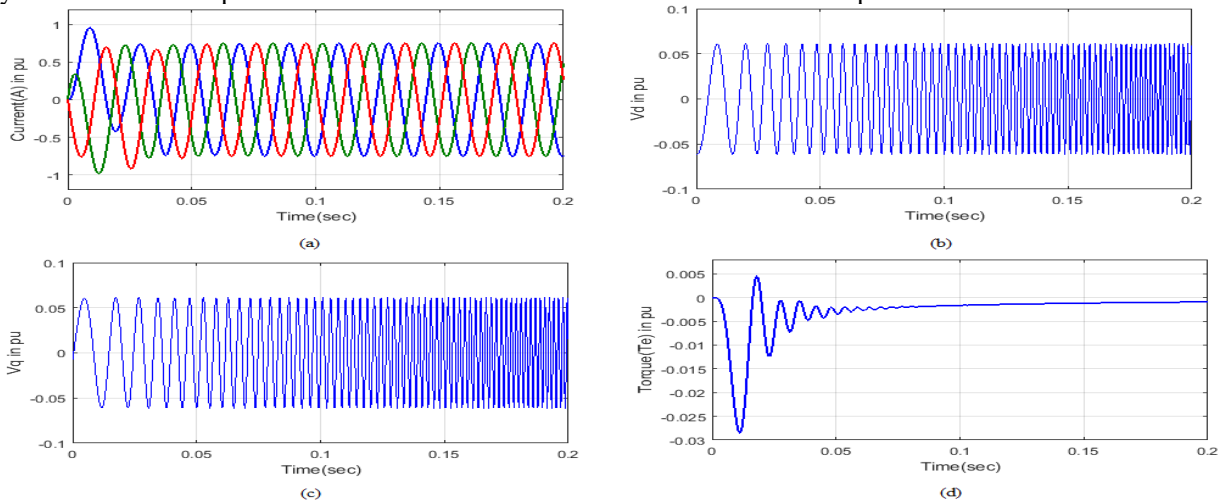 1
0.5
0
-0.5
-1
Current(A) in pu
0 0.05 0.1 0.15 0.2
Time(sec)
(a)
0.1
0.05
0
-0.05
-0.1
Vd in pu
0 0.05 0.1 0.15 0.2
Time(sec)
(b)
0.1
0.05
0
-0.05
-0.1
Vq in pu
0 0.05 0.1 0.15 0.2
Time(sec)
(c)
0.005
0
-0.005
-0.01
-0.015
-0.02
-0.025
-0.03
Torque(Te) in pu
0 0.05 0.1 0.15 0.2
Time(sec)
(d)